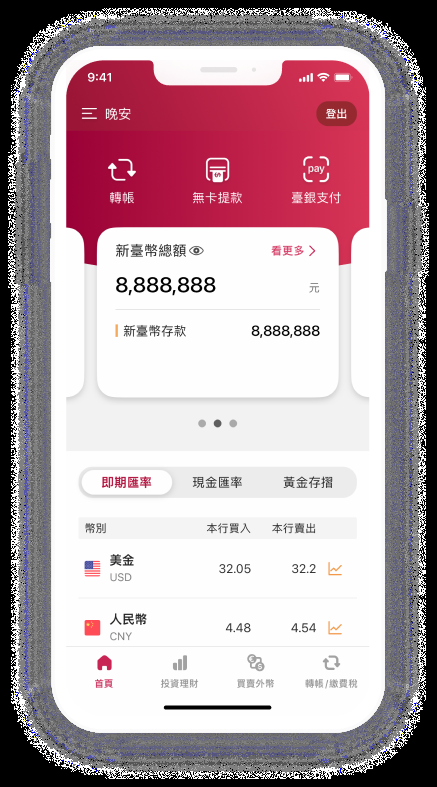 9:41
晚安 登出
轉帳 無卡提款 pay 臺銀支付
新臺幣總額 看更多
8,888,888 元
新臺幣存款 8,888,888
即期匯率 現金匯率 黃金存摺
幣別 本行買入 本行賣出
美金
USD 32.05 32.2
人民幣
CNY 4.48 4.54
首頁 投資理財 買賣外幣 轉帳/繳費稅